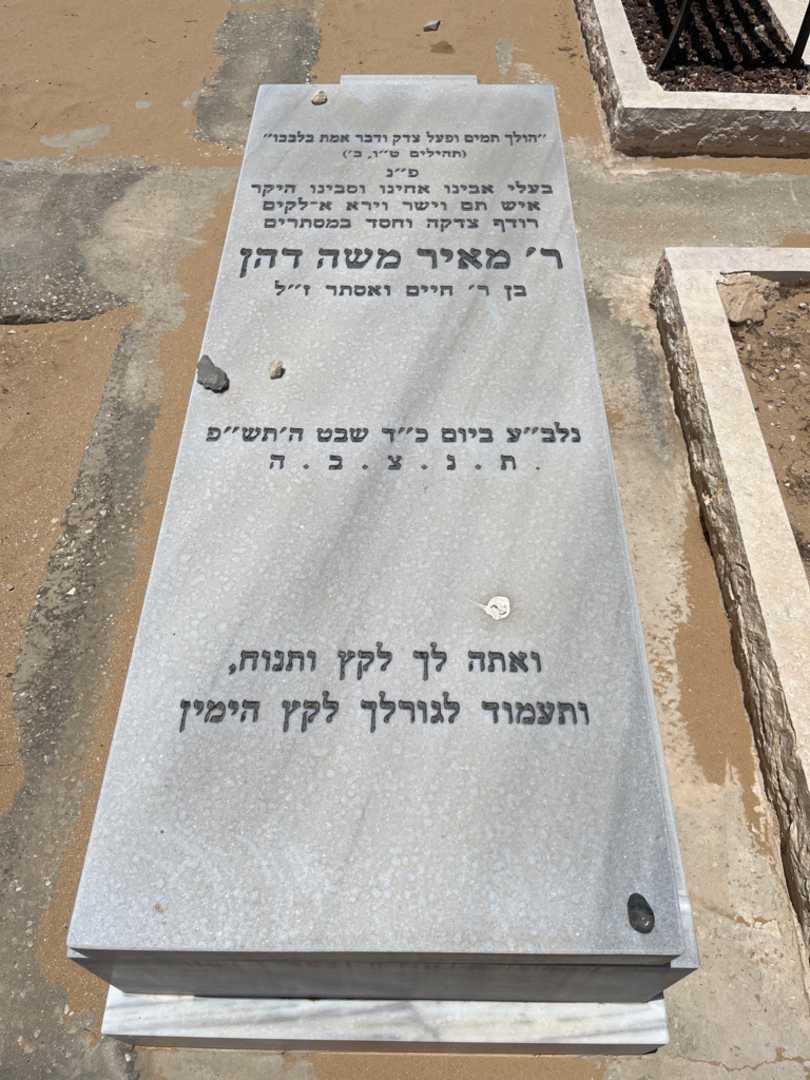 ״הולך תמים ופעל צדק ודבר אמת בלבבו״
(תהילים ט״ו, ב׳)
פ״נ
בעלי אבינו אחינו וסבינו היקר
איש תם וישר וירא א-לקים
רודף צדקה וחסד במסתרים
ר׳ מאיר משה דהן
בן ר׳ חיים ואסתר ז״ל
נלב״ע ביום כ״ד שבט ה׳תש״פ
ת . נ . צ . ב . ה .
ואתה לך לקץ ותנוח,
ותעמוד לגורלך לקץ הימין